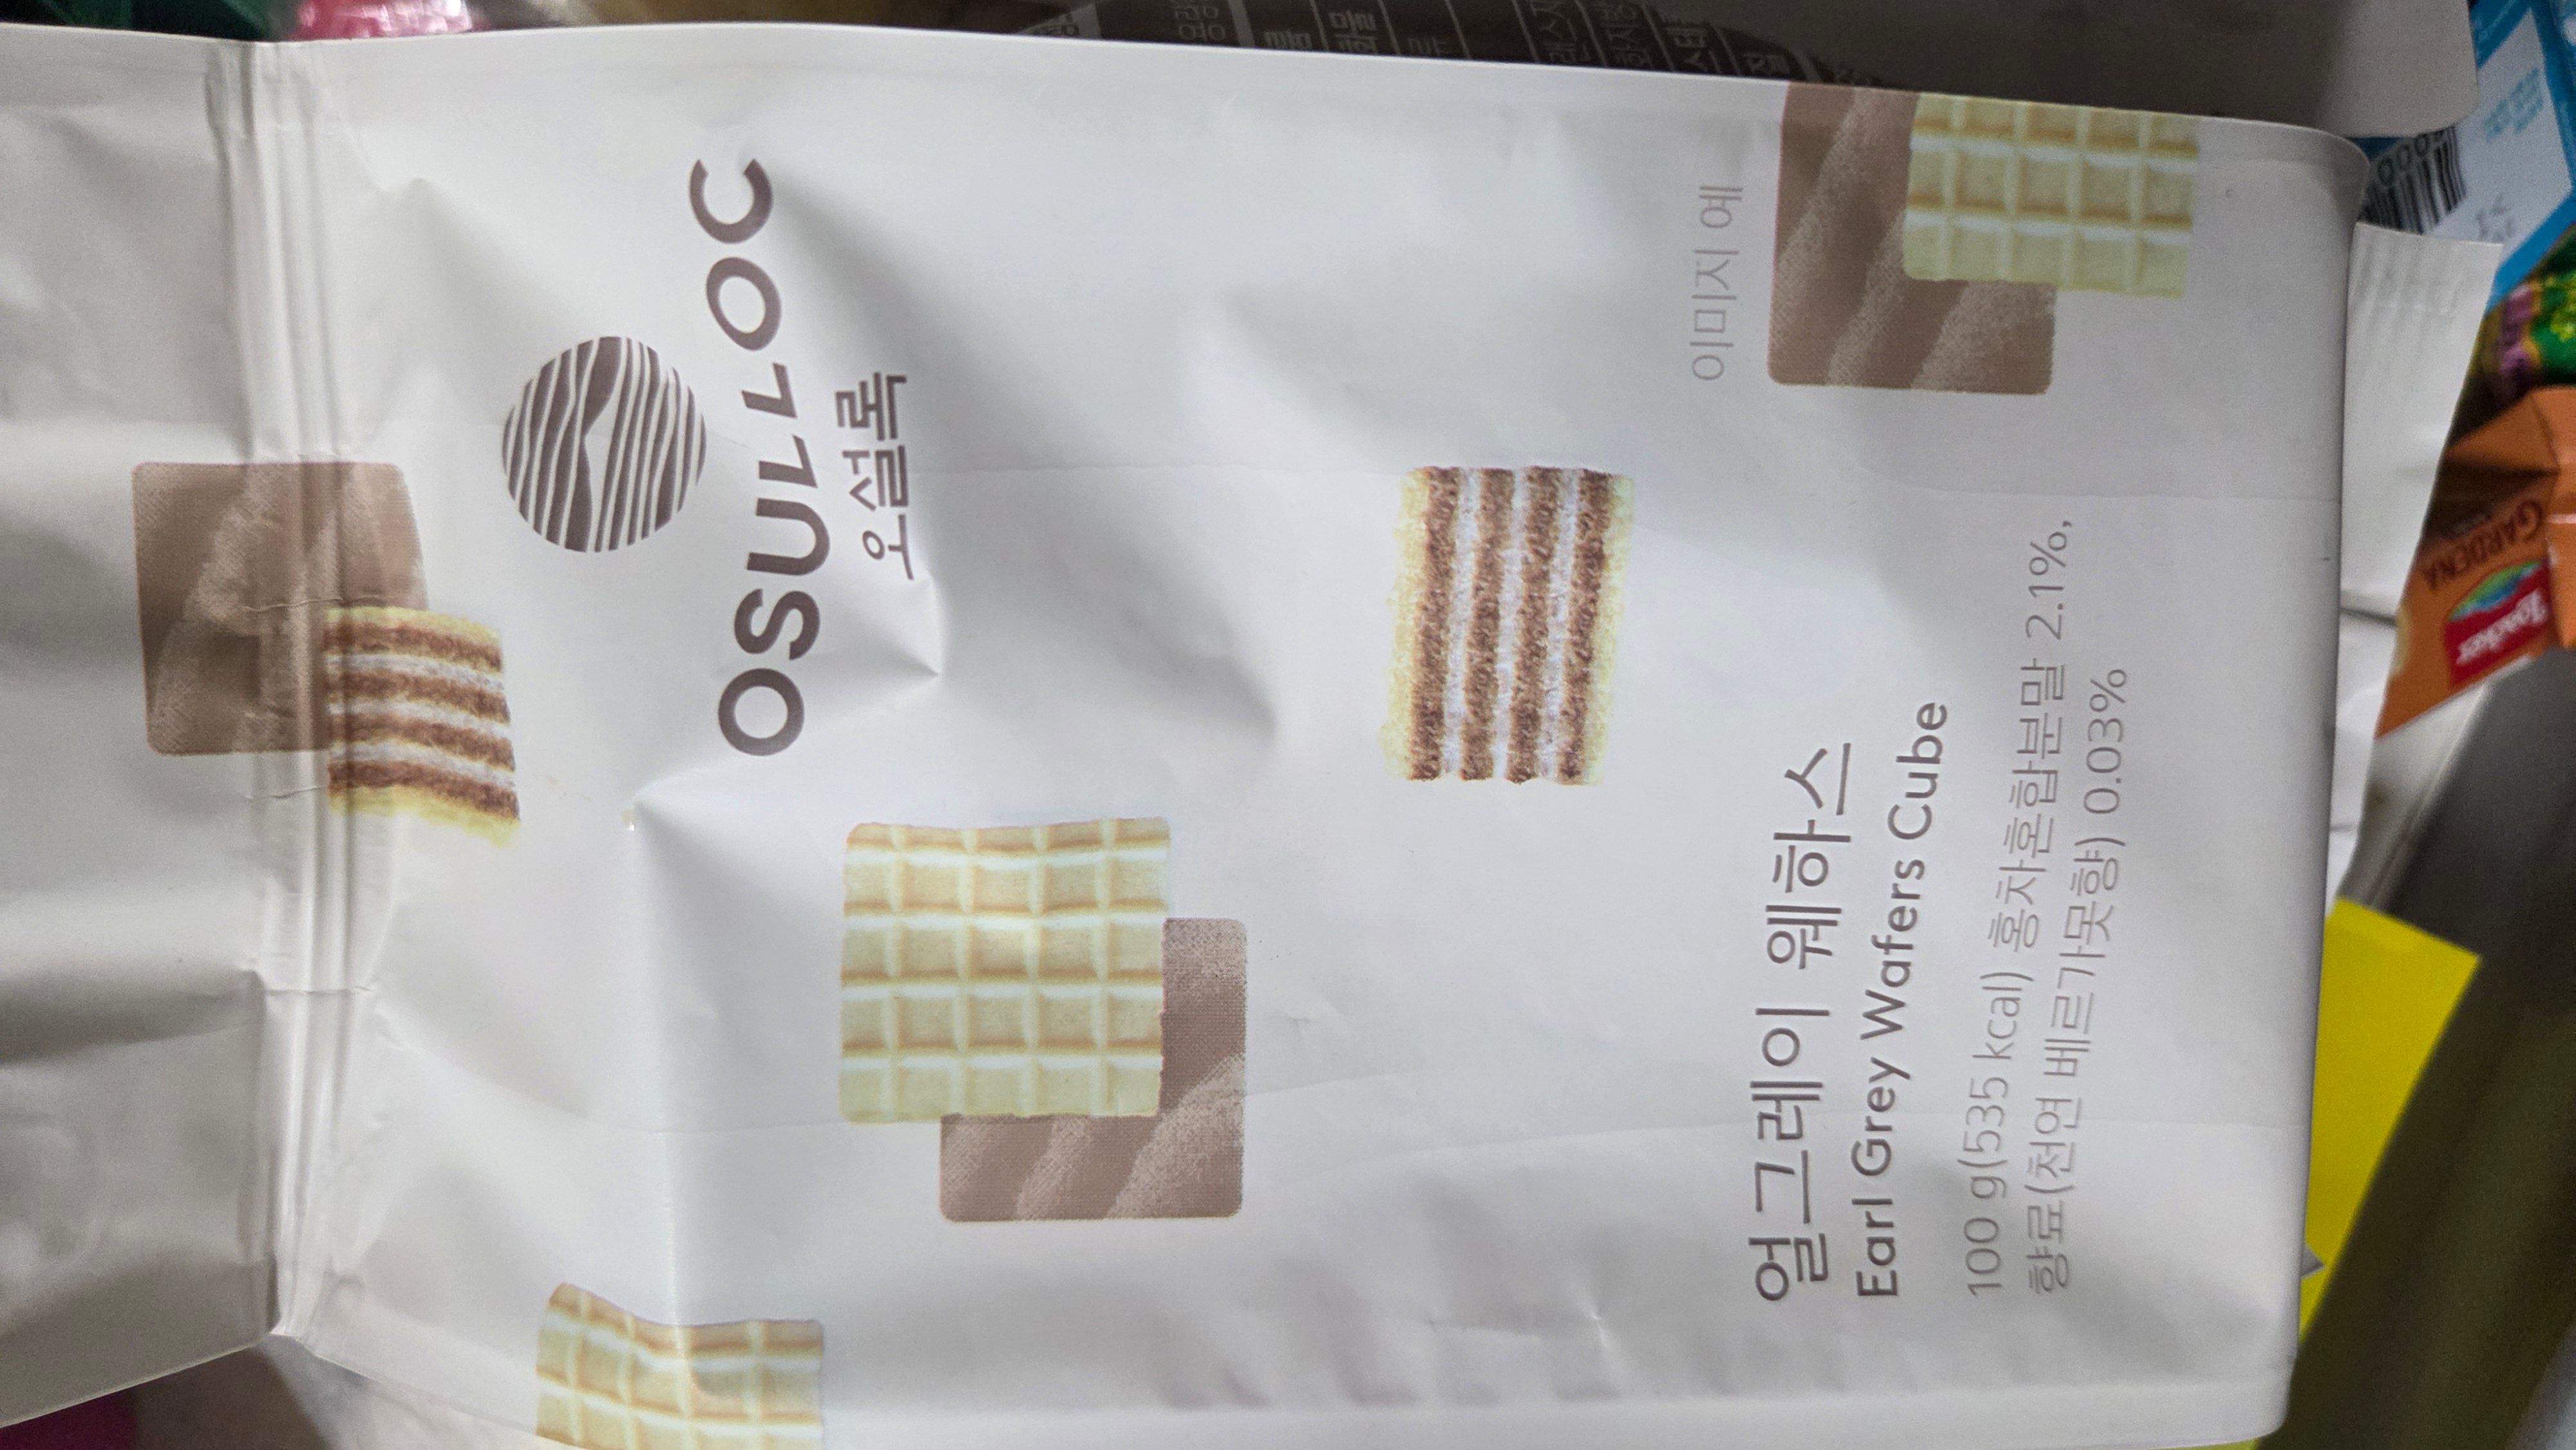 OSULLOC
오설록
이미지 예
얼그레이 웨하스
Earl Grey Wafers Cube
100 g(535 kcal) 홍차혼합분말 2.1%,
향료(천연 베르가못향) 0.03%
Loacker
GARDENA